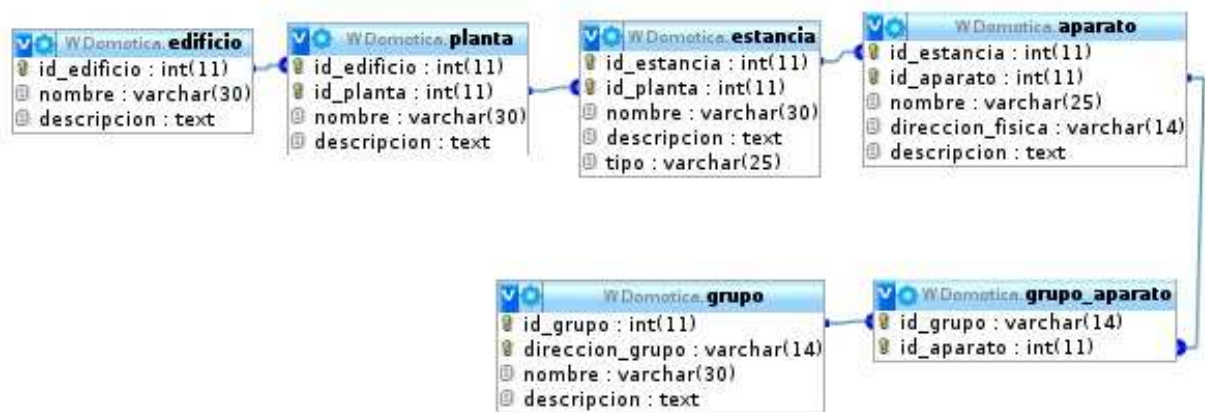 WDomotica.edificio
id_edificio : int(11)
nombre : varchar(30)
descripcion : text
WDomotica.planta
id_edificio : int(11)
id_planta : int(11)
nombre : varchar(30)
descripcion : text
WDomotica.estancia
id_estancia : int(11)
id_planta : int(11)
nombre : varchar(30)
descripcion : text
tipo : varchar(25)
WDomotica.aparato
id_estancia : int(11)
id_aparato : int(11)
nombre : varchar(25)
direccion_fisica : varchar(14)
descripcion : text
WDomotica.grupo
id_grupo : int(11)
direccion_grupo : varchar(14)
nombre : varchar(30)
descripcion : text
WDomotica.grupo_aparato
id_grupo : varchar(14)
id_aparato : int(11)